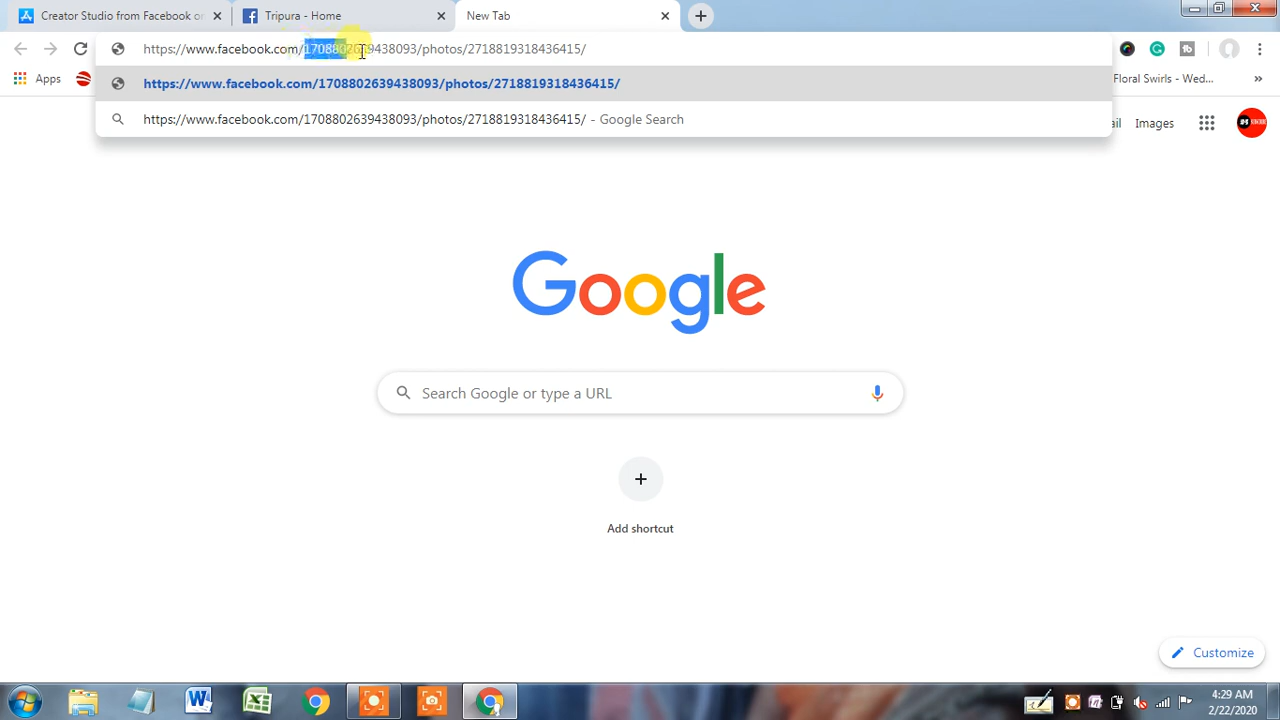 Creator Studio from Facebook or
Tripura - Home
New Tab
https://www.facebook.com/1708802639438093/photos/2718819318436415/
Apps
https://www.facebook.com/1708802639438093/photos/2718819318436415/
Floral Swirls - Wed...
https://www.facebook.com/1708802639438093/photos/2718819318436415/ - Google Search
ail
Images
Google
Search Google or type a URL
Add shortcut
Customize
4:29 AM
2/22/2020